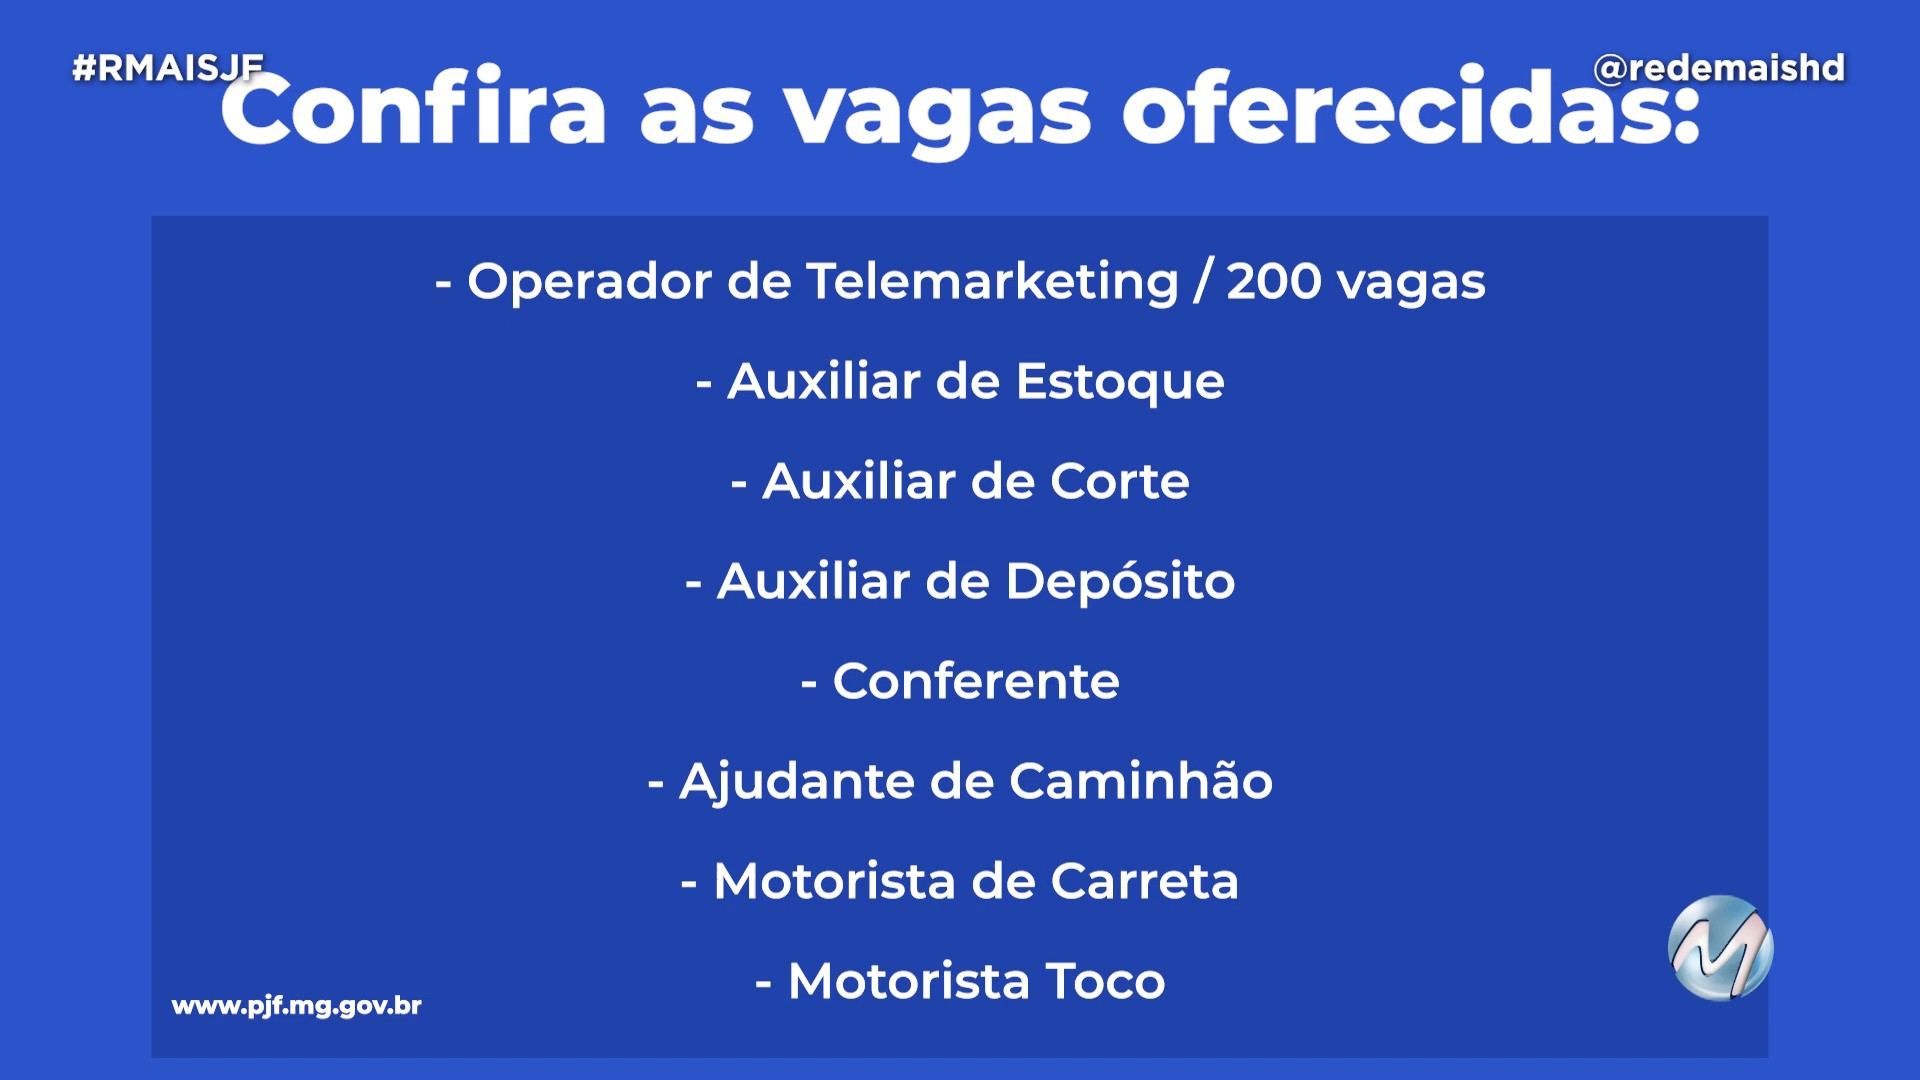 #RMAISJF
@redemaishd
Confira as vagas oferecidas:
- Operador de Telemarketing / 200 vagas
- Auxiliar de Estoque
- Auxiliar de Corte
- Auxiliar de Depósito
- Conferente
- Ajudante de Caminhão
- Motorista de Carreta
- Motorista Toco
www.pjf.mg.gov.br
M